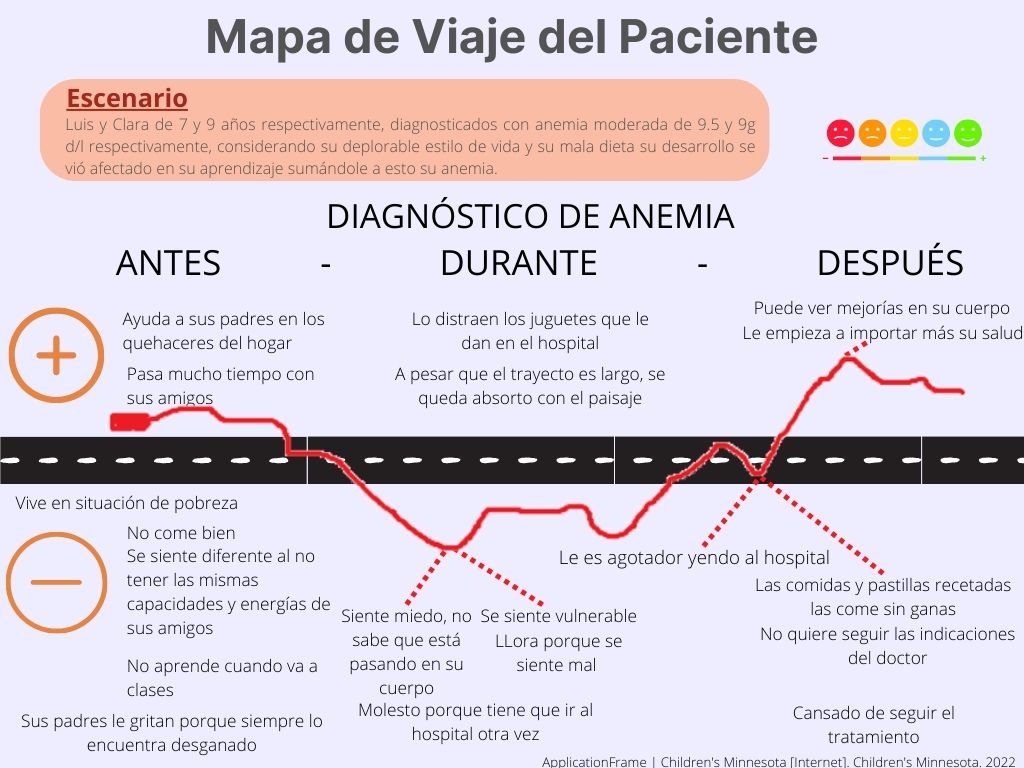 Mapa de Viaje del Paciente
Escenario
Luis y Clara de 7 y 9 años respectivamente, diagnosticados con anemia moderada de 9.5 y 9g
d/l respectivamente, considerando su deplorable estilo de vida y su mala dieta su desarrollo se
vió afectado en su aprendizaje sumándole a esto su anemia.
- +
DIAGNÓSTICO DE ANEMIA
ANTES - DURANTE - DESPUÉS
Ayuda a sus padres en los
quehaceres del hogar
Pasa mucho tiempo con
sus amigos
Lo distraen los juguetes que le
dan en el hospital
A pesar que el trayecto es largo, se
queda absorto con el paisaje
Puede ver mejorías en su cuerpo
Le empieza a importar más su salud
Vive en situación de pobreza
No come bien
Se siente diferente al no
tener las mismas
capacidades y energías de
sus amigos
No aprende cuando va a
clases
Sus padres le gritan porque siempre lo
encuentra desganado
Siente miedo, no
sabe que está
pasando en su
cuerpo
Se siente vulnerable
LLora porque se
siente mal
Molesto porque tiene que ir al
hospital otra vez
Le es agotador yendo al hospital
Las comidas y pastillas recetadas
las come sin ganas
No quiere seguir las indicaciones
del doctor
Cansado de seguir el
tratamiento
ApplicationFrame | Children's Minnesota [Internet]. Children's Minnesota. 2022